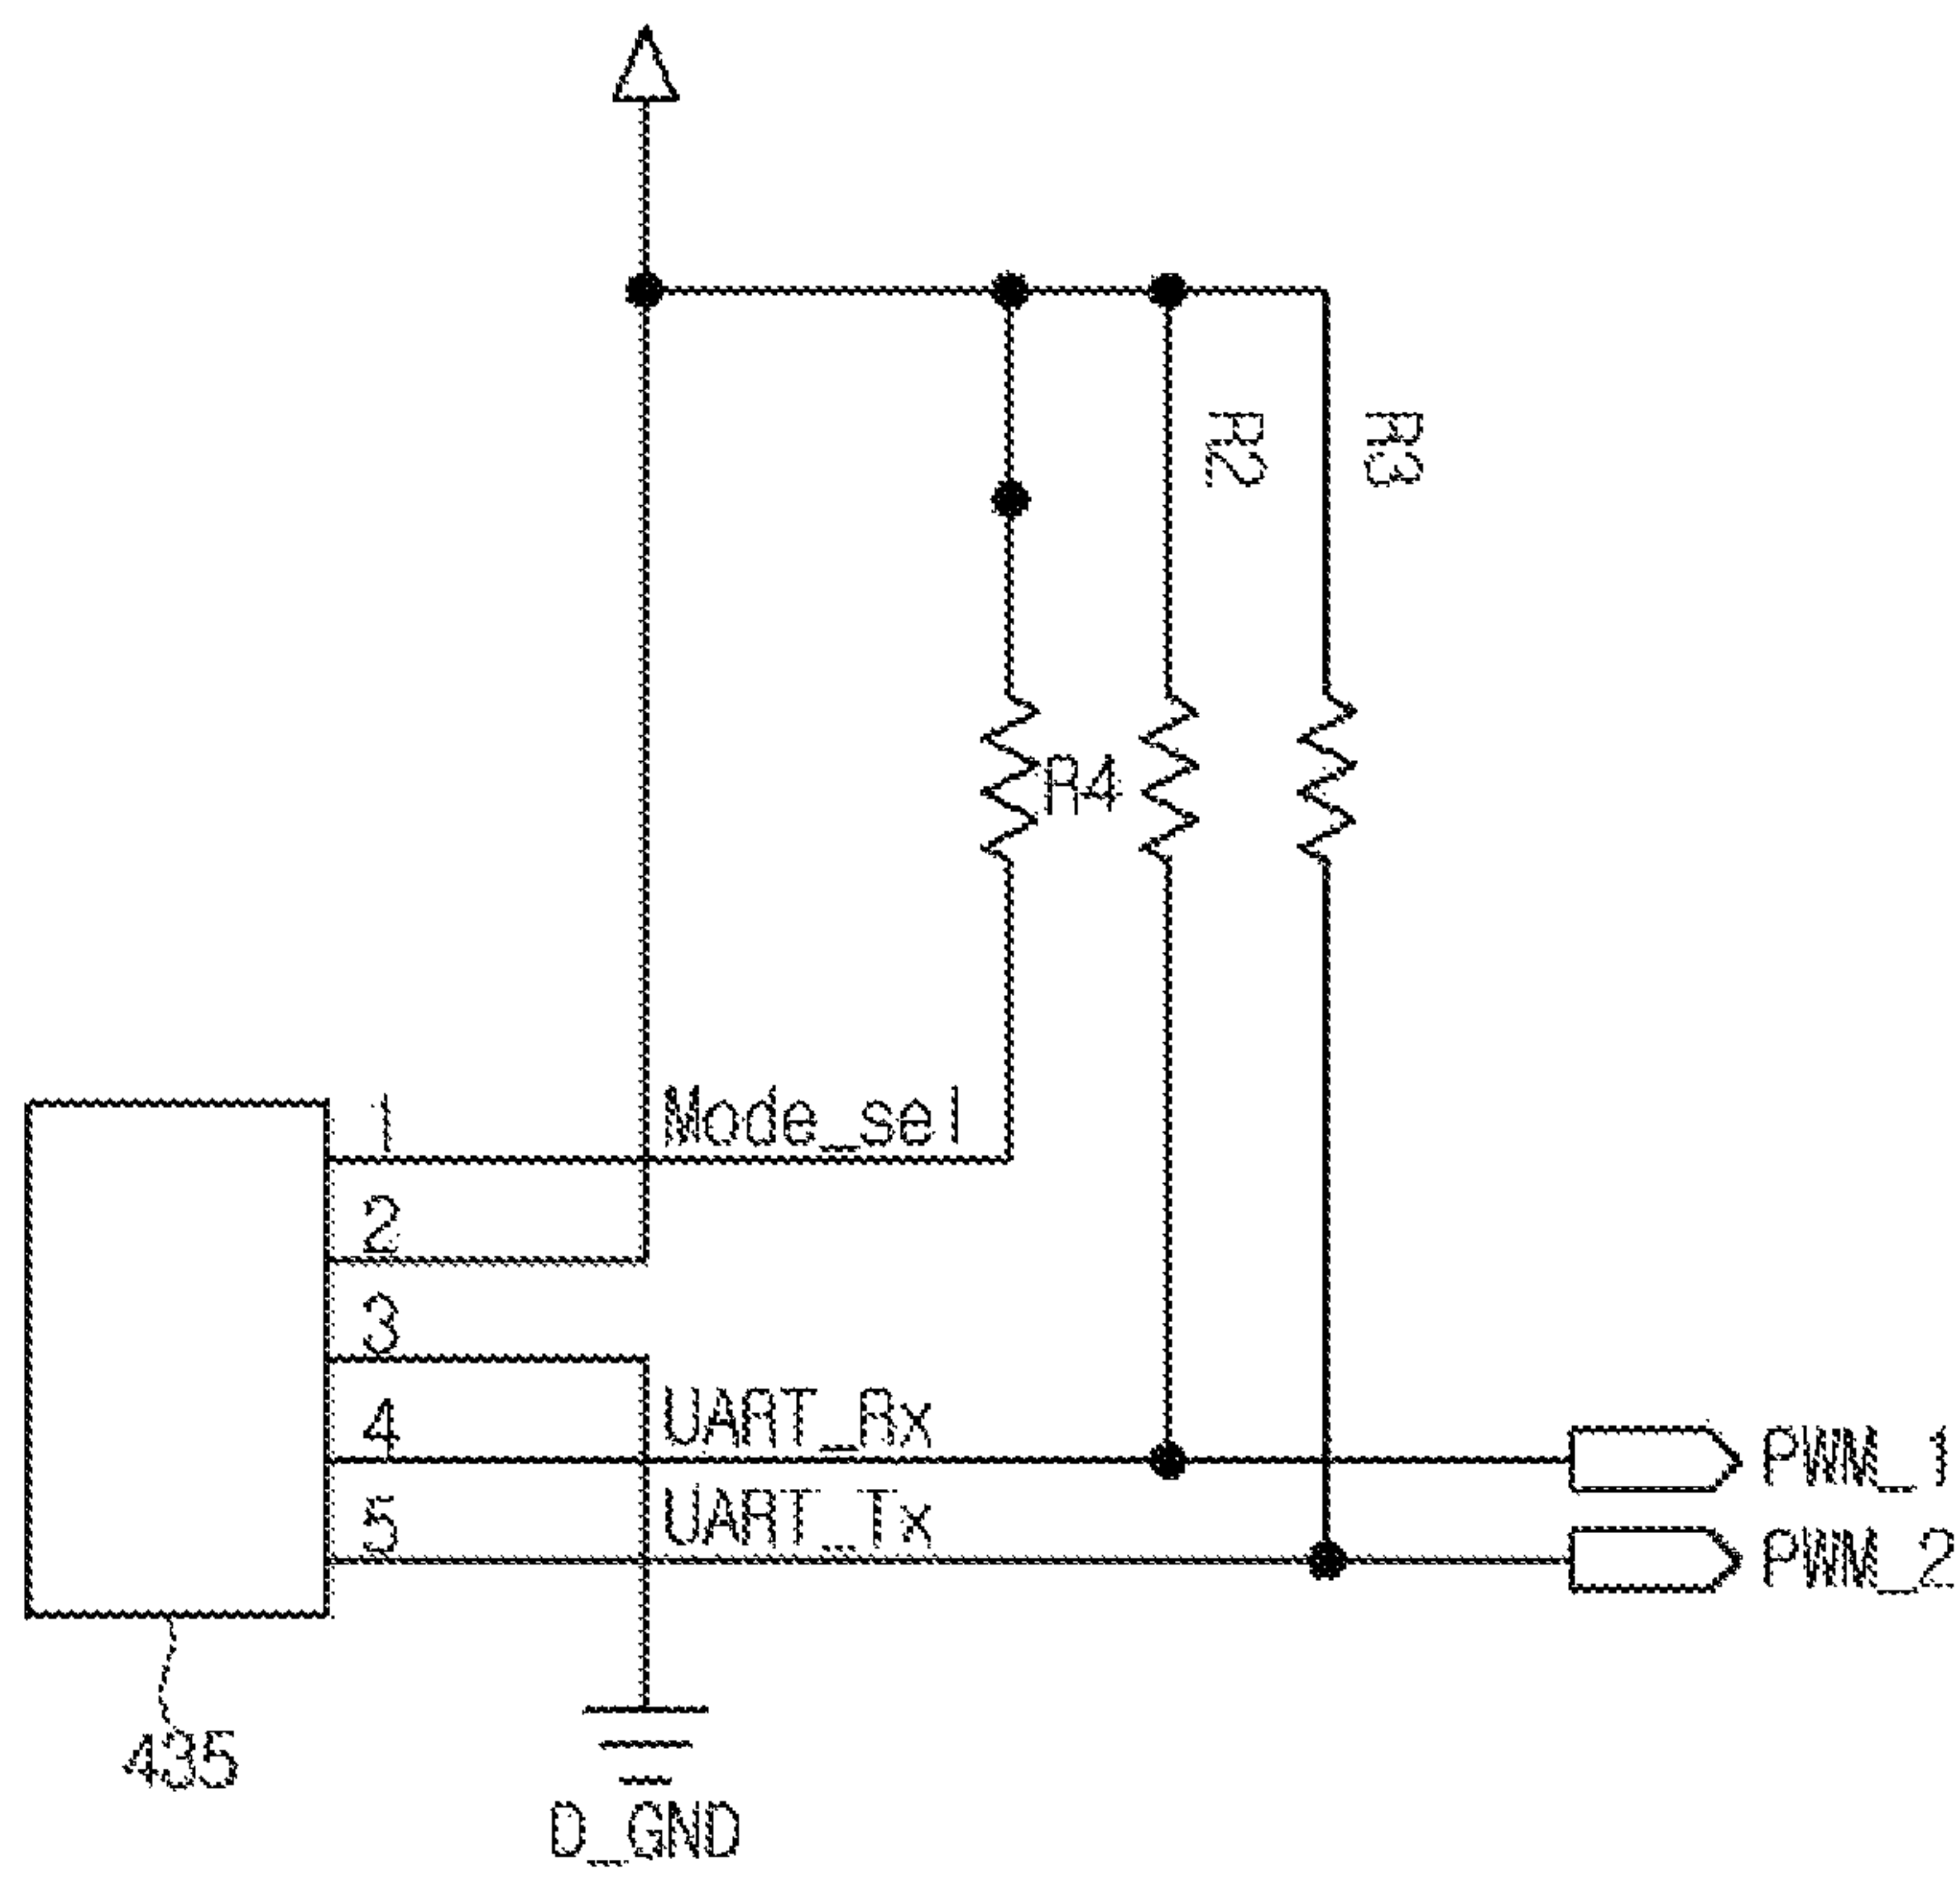 R2
R3
R4
1
Mode_sel
2
3
4
UART_Rx
PWM_1
5
UART_Tx
PWM_2
435
D_GND